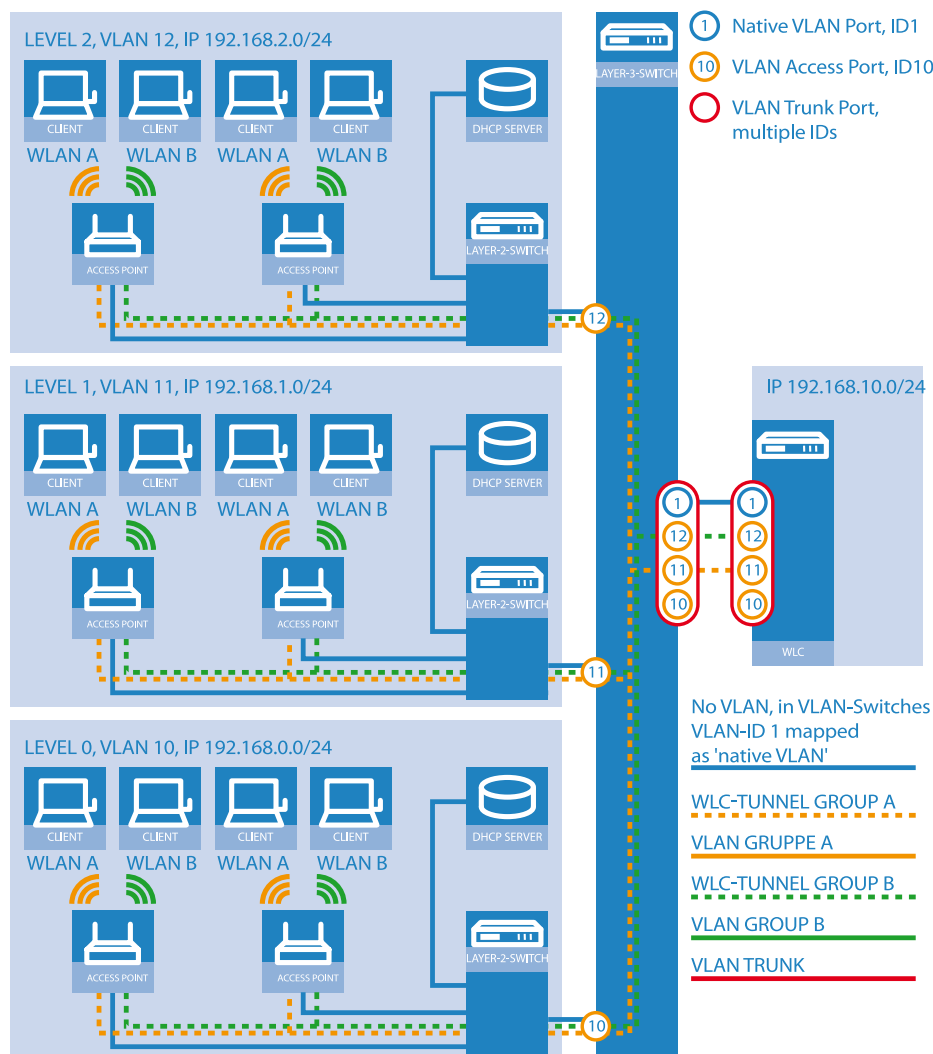 LEVEL 2, VLAN 12, IP 192.168.2.0/24
CLIENT
CLIENT
CLIENT
CLIENT
DHCP SERVER
WLAN A
WLAN B
WLAN A
WLAN B
ACCESS POINT
ACCESS POINT
LAYER-2-SWITCH
12
LEVEL 1, VLAN 11, IP 192.168.1.0/24
CLIENT
CLIENT
CLIENT
CLIENT
DHCP SERVER
WLAN A
WLAN B
WLAN A
WLAN B
ACCESS POINT
ACCESS POINT
LAYER-2-SWITCH
11
LEVEL 0, VLAN 10, IP 192.168.0.0/24
CLIENT
CLIENT
CLIENT
CLIENT
DHCP SERVER
WLAN A
WLAN B
WLAN A
WLAN B
ACCESS POINT
ACCESS POINT
LAYER-2-SWITCH
10
LAYER-3-SWITCH
1
Native VLAN Port, ID1
10
VLAN Access Port, ID10
VLAN Trunk Port,
multiple IDs
IP 192.168.10.0/24
1
12
11
10
1
12
11
10
WLC
No VLAN, in VLAN-Switches
VLAN-ID 1 mapped
as 'native VLAN'
WLC-TUNNEL GROUP A
VLAN GRUPPE A
WLC-TUNNEL GROUP B
VLAN GROUP B
VLAN TRUNK